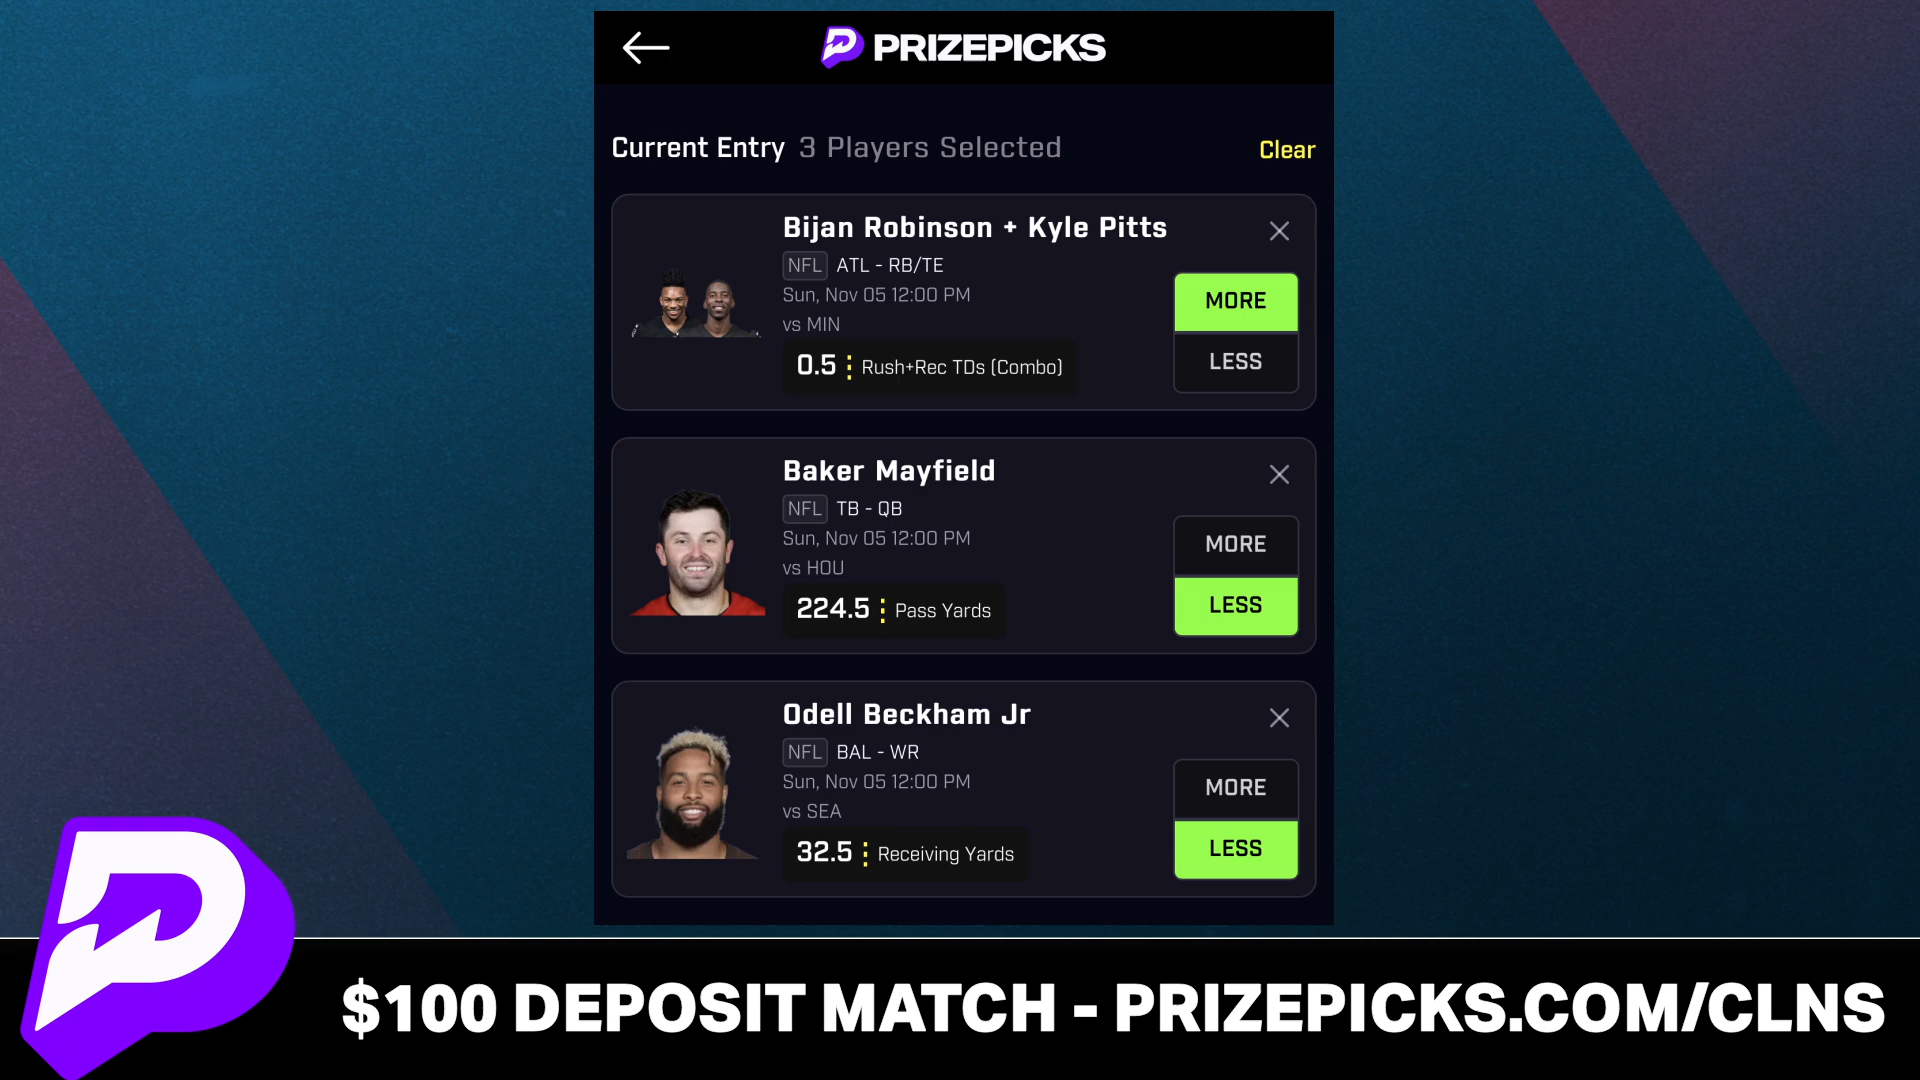 PRIZEPICKS
Current Entry 3 Players Selected
Clear
Bijan Robinson + Kyle Pitts
NFL ATL - RB/TE
Sun, Nov 05 12:00 PM
vs MIN
0.5 Rush+Rec TDs (Combo)
MORE
LESS
Baker Mayfield
NFL TB - QB
Sun, Nov 05 12:00 PM
vs HOU
224.5 Pass Yards
MORE
LESS
Odell Beckham Jr
NFL BAL - WR
Sun, Nov 05 12:00 PM
vs SEA
32.5 Receiving Yards
MORE
LESS
$100 DEPOSIT MATCH - PRIZEPICKS.COM/CLNS